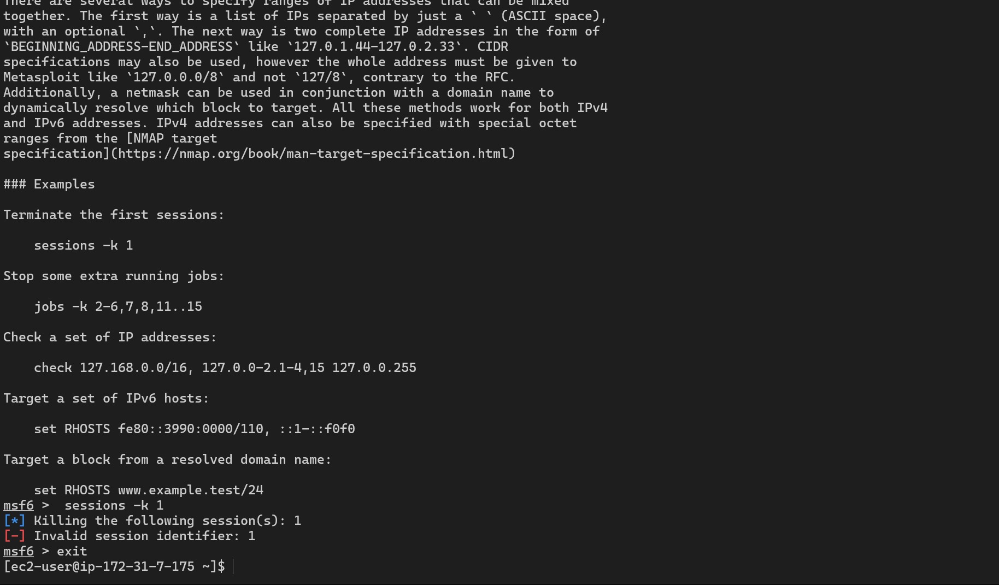 There are several ways to specify ranges of IP addresses that can be mixed
together. The first way is a list of IPs separated by just a ` ` (ASCII space),
with an optional `,`. The next way is two complete IP addresses in the form of
`BEGINNING_ADDRESS-END_ADDRESS` like `127.0.1.44-127.0.2.33`. CIDR
specifications may also be used, however the whole address must be given to
Metasploit like `127.0.0.0/8` and not `127/8`, contrary to the RFC.
Additionally, a netmask can be used in conjunction with a domain name to
dynamically resolve which block to target. All these methods work for both IPv4
and IPv6 addresses. IPv4 addresses can also be specified with special octet
ranges from the [NMAP target
specification](https://nmap.org/book/man-target-specification.html)
### Examples
Terminate the first sessions:
    sessions -k 1
Stop some extra running jobs:
    jobs -k 2-6,7,8,11..15
Check a set of IP addresses:
    check 127.168.0.0/16, 127.0.0-2.1-4,15 127.0.0.255
Target a set of IPv6 hosts:
    set RHOSTS fe80::3990:0000/110, ::1-::f0f0
Target a block from a resolved domain name:
    set RHOSTS www.example.test/24
msf6 >  sessions -k 1
[*] Killing the following session(s): 1
[-] Invalid session identifier: 1
msf6 > exit
[ec2-user@ip-172-31-7-175 ~]$